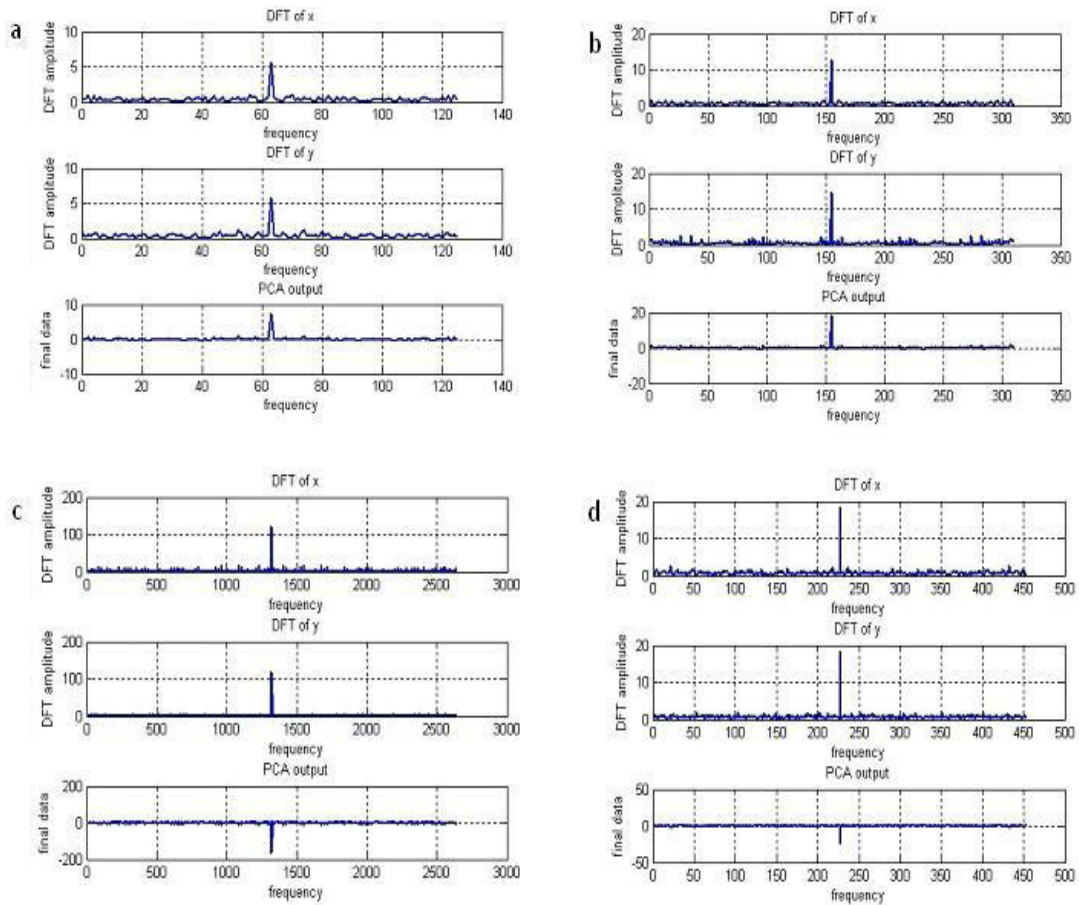 a
DFT of x
DFT amplitude
10
5
0
0 20 40 60 80 100 120 140
frequency
DFT of y
DFT amplitude
10
5
0
0 20 40 60 80 100 120 140
frequency
PCA output
final data
10
0
-10
0 20 40 60 80 100 120 140
frequency
b
DFT of x
DFT amplitude
20
10
0
0 50 100 150 200 250 300 350
frequency
DFT of y
DFT amplitude
20
10
0
0 50 100 150 200 250 300 350
frequency
PCA output
final data
20
0
-20
0 50 100 150 200 250 300 350
frequency
c
DFT of x
DFT amplitude
200
100
0
0 500 1000 1500 2000 2500 3000
frequency
DFT of y
DFT amplitude
200
100
0
0 500 1000 1500 2000 2500 3000
frequency
PCA output
final data
200
0
-200
0 500 1000 1500 2000 2500 3000
frequency
d
DFT of x
DFT amplitude
20
10
0
0 50 100 150 200 250 300 350 400 450 500
frequency
DFT of y
DFT amplitude
20
10
0
0 50 100 150 200 250 300 350 400 450 500
frequency
PCA output
final data
50
0
-50
0 50 100 150 200 250 300 350 400 450 500
frequency